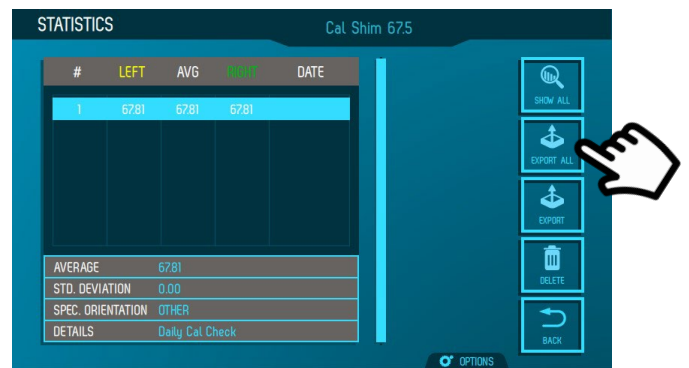 STATISTICS
Cal Shim 67.5
# LEFT AVG RIGHT DATE
1 67.81 67.81 67.81
AVERAGE 67.81
STD. DEVIATION 0.00
SPEC. ORIENTATION OTHER
DETAILS Daily Cal Check
SHOW ALL
EXPORT ALL
EXPORT
DELETE
BACK
OPTIONS